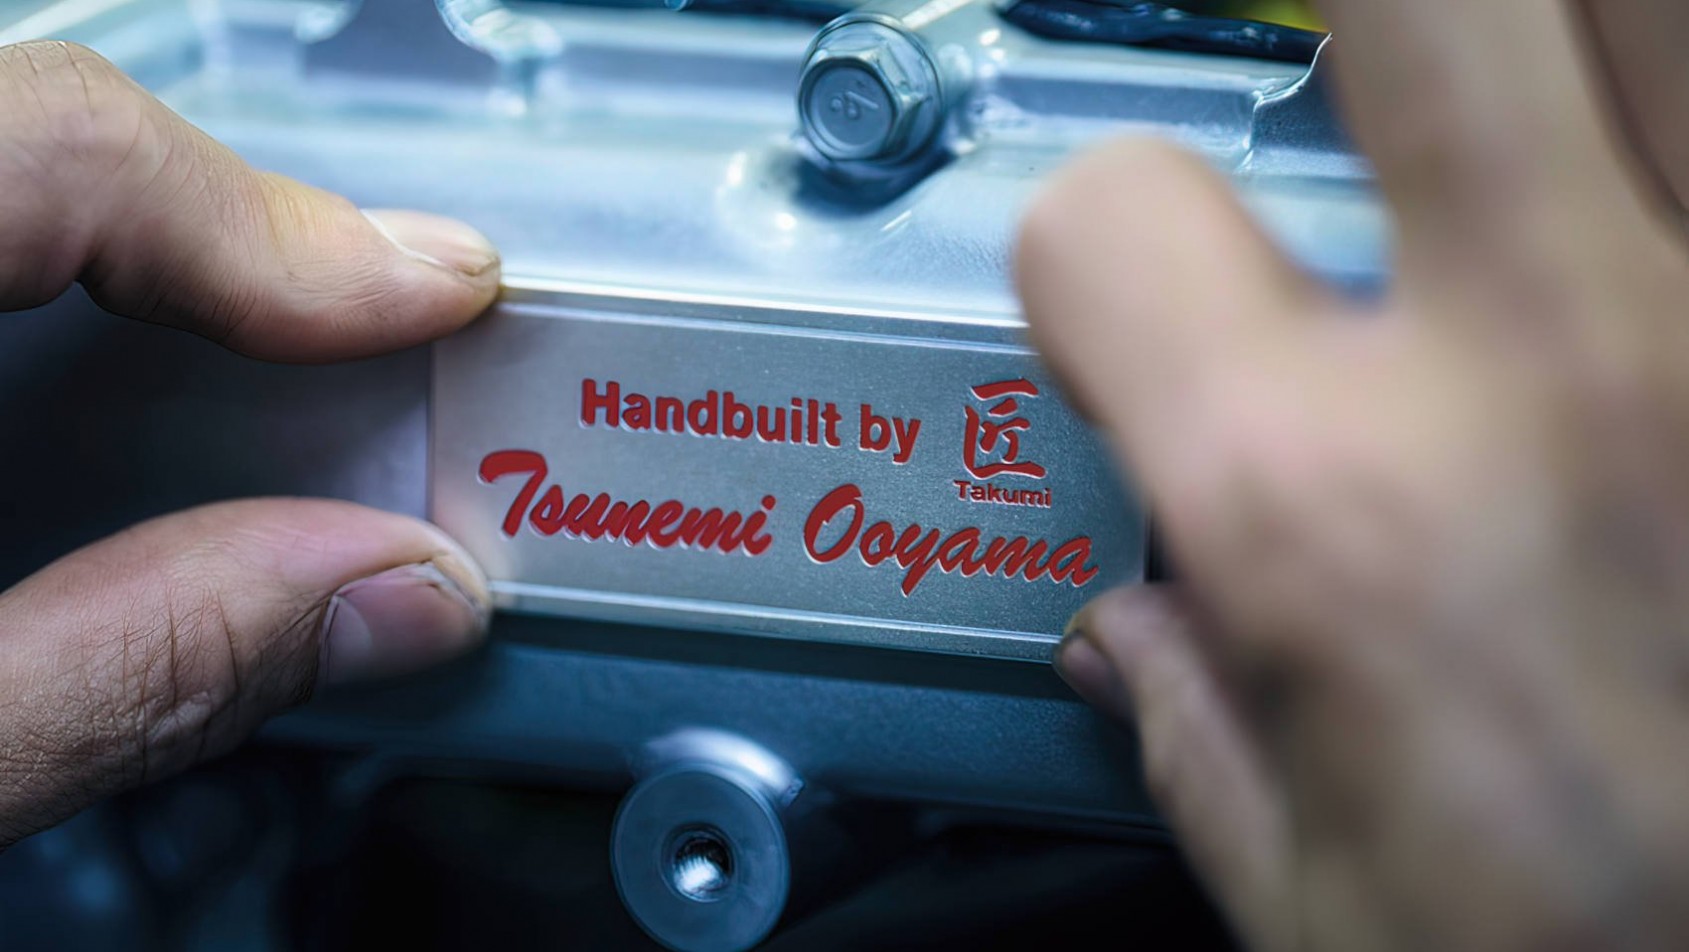 Handbuilt by 匠
Takumi
Tsunemi Ooyama